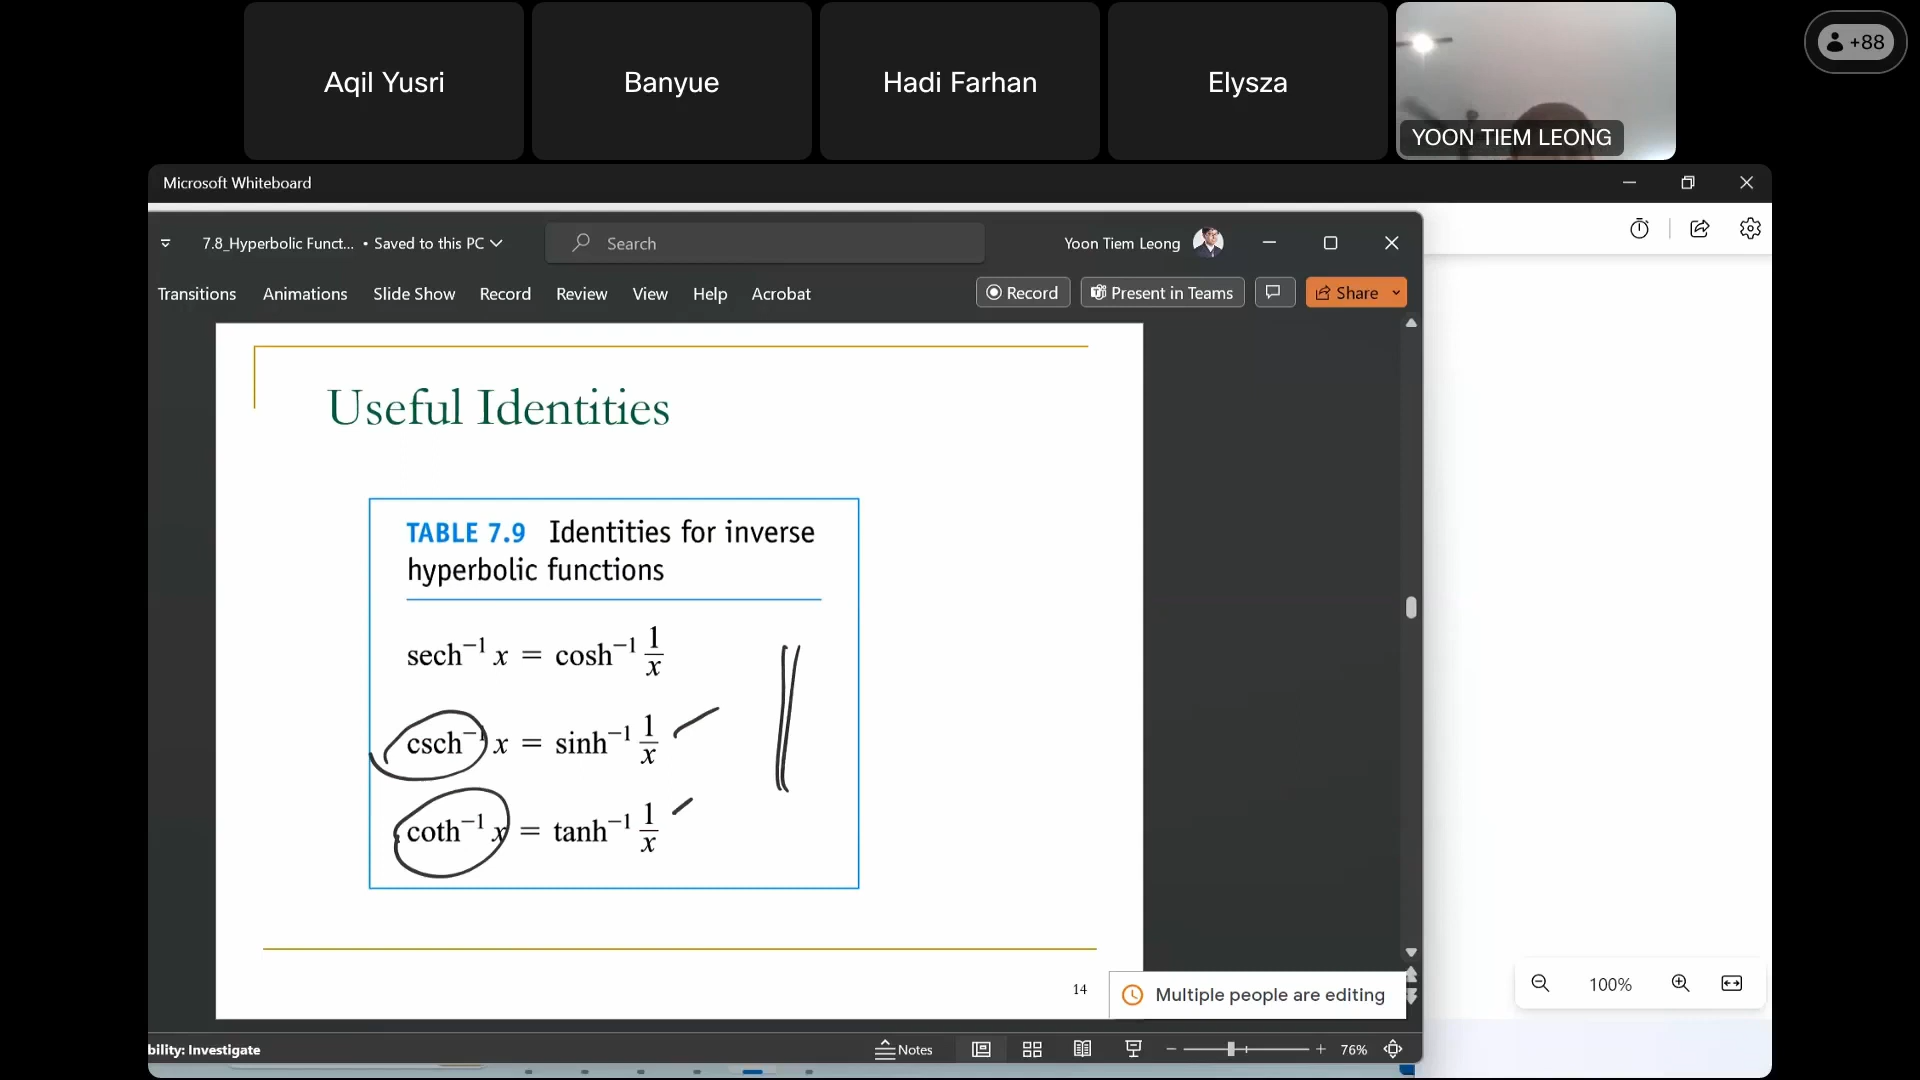 Aqil Yusri
Banyue
Hadi Farhan
Elysza
YOON TIEM LEONG
+88
Microsoft Whiteboard
7.8_Hyperbolic Funct... • Saved to this PC
Search
Yoon Tiem Leong
Transitions Animations Slide Show Record Review View Help Acrobat
Record Present in Teams Share
Useful Identities
TABLE 7.9 Identities for inverse
hyperbolic functions
sech⁻¹ x = cosh⁻¹ 1/x
csch⁻¹ x = sinh⁻¹ 1/x
coth⁻¹ x = tanh⁻¹ 1/x
14
Multiple people are editing
100%
bility: Investigate
Notes
76%